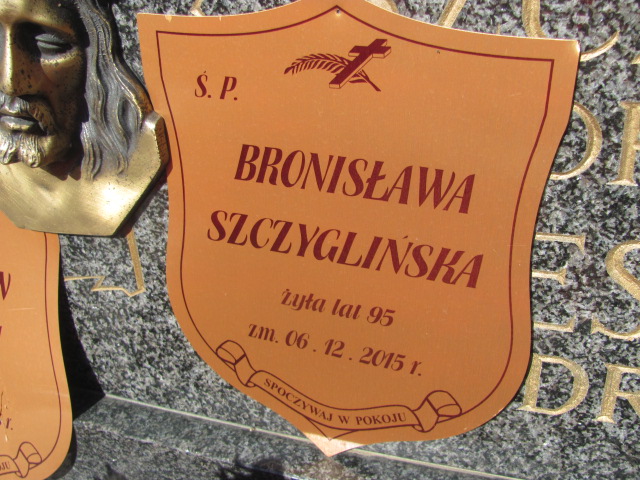 Ś. P.
BRONISŁAWA
SZCZYGLIŃSKA
żyła lat 95
zm. 06.12.2015 r.
SPOCZYWAJ W POKOJU